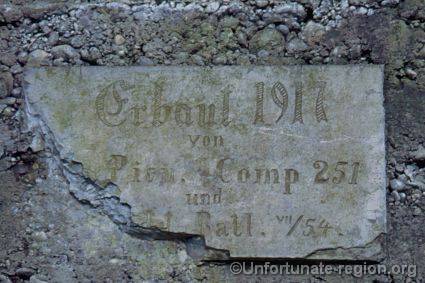 Erbaut 1917
von
Pion. Comp 251
und
Batl. VII/54.
©Unfortunate-region.org